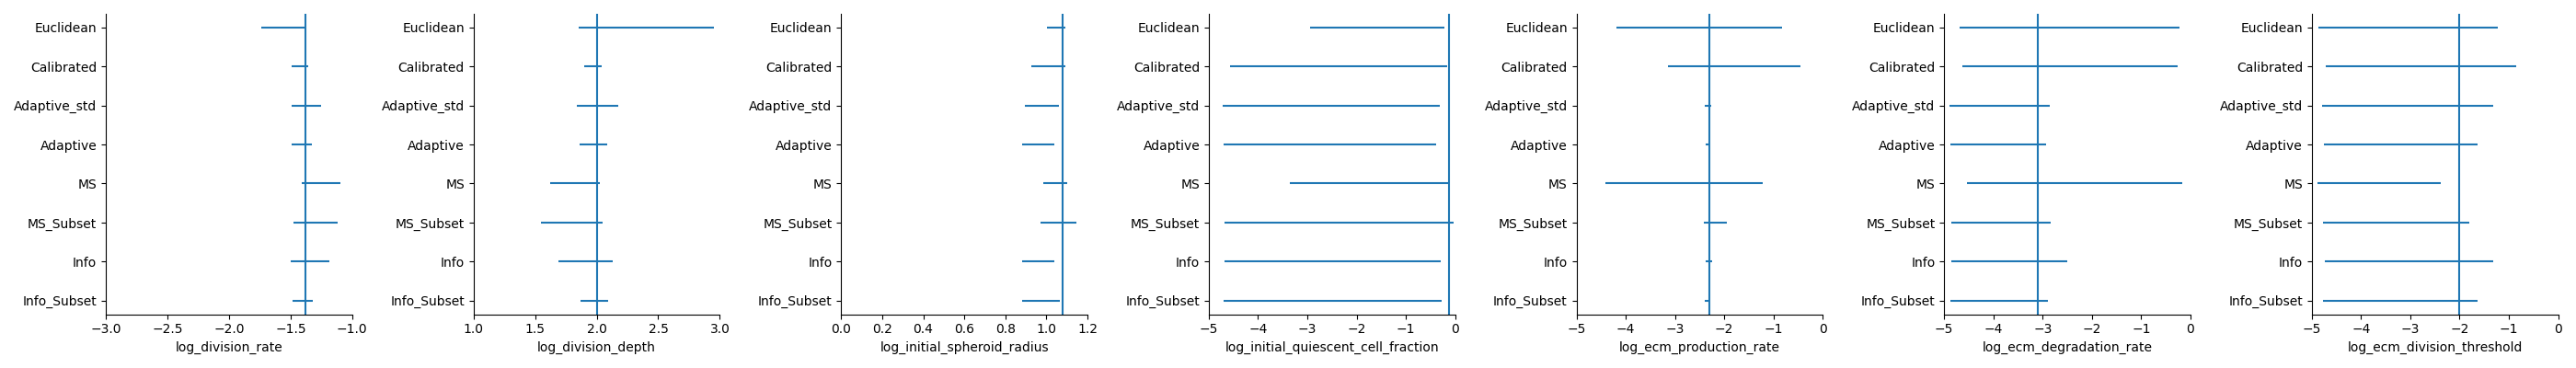 Euclidean
Calibrated
Adaptive_std
Adaptive
MS
MS_Subset
Info
Info_Subset
−3.0 −2.5 −2.0 −1.5 −1.0
log_division_rate
Euclidean
Calibrated
Adaptive_std
Adaptive
MS
MS_Subset
Info
Info_Subset
1.0 1.5 2.0 2.5 3.0
log_division_depth
Euclidean
Calibrated
Adaptive_std
Adaptive
MS
MS_Subset
Info
Info_Subset
0.0 0.2 0.4 0.6 0.8 1.0 1.2
log_initial_spheroid_radius
Euclidean
Calibrated
Adaptive_std
Adaptive
MS
MS_Subset
Info
Info_Subset
−5 −4 −3 −2 −1 0
log_initial_quiescent_cell_fraction
Euclidean
Calibrated
Adaptive_std
Adaptive
MS
MS_Subset
Info
Info_Subset
−5 −4 −3 −2 −1 0
log_ecm_production_rate
Euclidean
Calibrated
Adaptive_std
Adaptive
MS
MS_Subset
Info
Info_Subset
−5 −4 −3 −2 −1 0
log_ecm_degradation_rate
Euclidean
Calibrated
Adaptive_std
Adaptive
MS
MS_Subset
Info
Info_Subset
−5 −4 −3 −2 −1 0
log_ecm_division_threshold